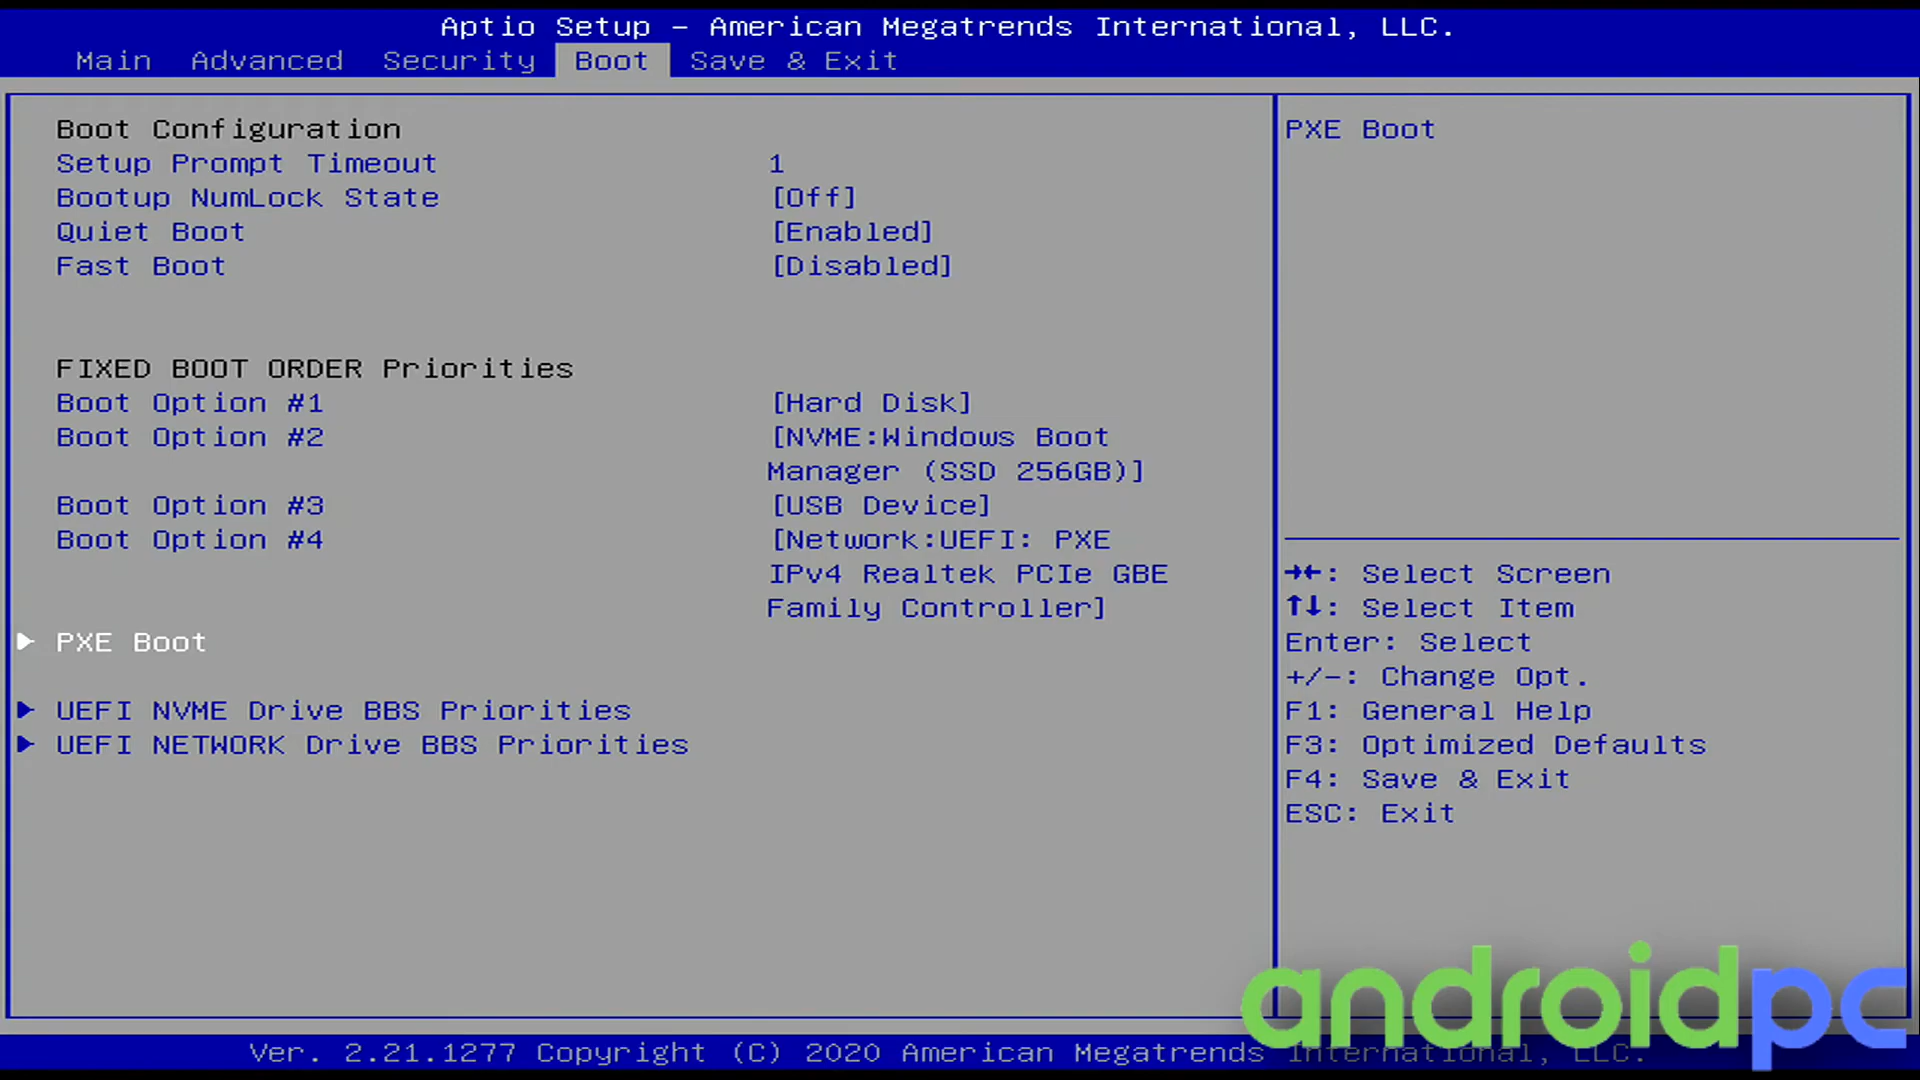 Aptio Setup – American Megatrends International, LLC.
Main Advanced Security Boot Save & Exit
Boot Configuration
Setup Prompt Timeout 1
Bootup NumLock State [Off]
Quiet Boot [Enabled]
Fast Boot [Disabled]
FIXED BOOT ORDER Priorities
Boot Option #1 [Hard Disk]
Boot Option #2 [NVME:Windows Boot
Manager (SSD 256GB)]
Boot Option #3 [USB Device]
Boot Option #4 [Network:UEFI: PXE
IPv4 Realtek PCIe GBE
Family Controller]
▶ PXE Boot
▶ UEFI NVME Drive BBS Priorities
▶ UEFI NETWORK Drive BBS Priorities
PXE Boot
→←: Select Screen
↑↓: Select Item
Enter: Select
+/-: Change Opt.
F1: General Help
F3: Optimized Defaults
F4: Save & Exit
ESC: Exit
androidpc
Ver. 2.21.1277 Copyright (C) 2020 American Megatrends International, LLC.